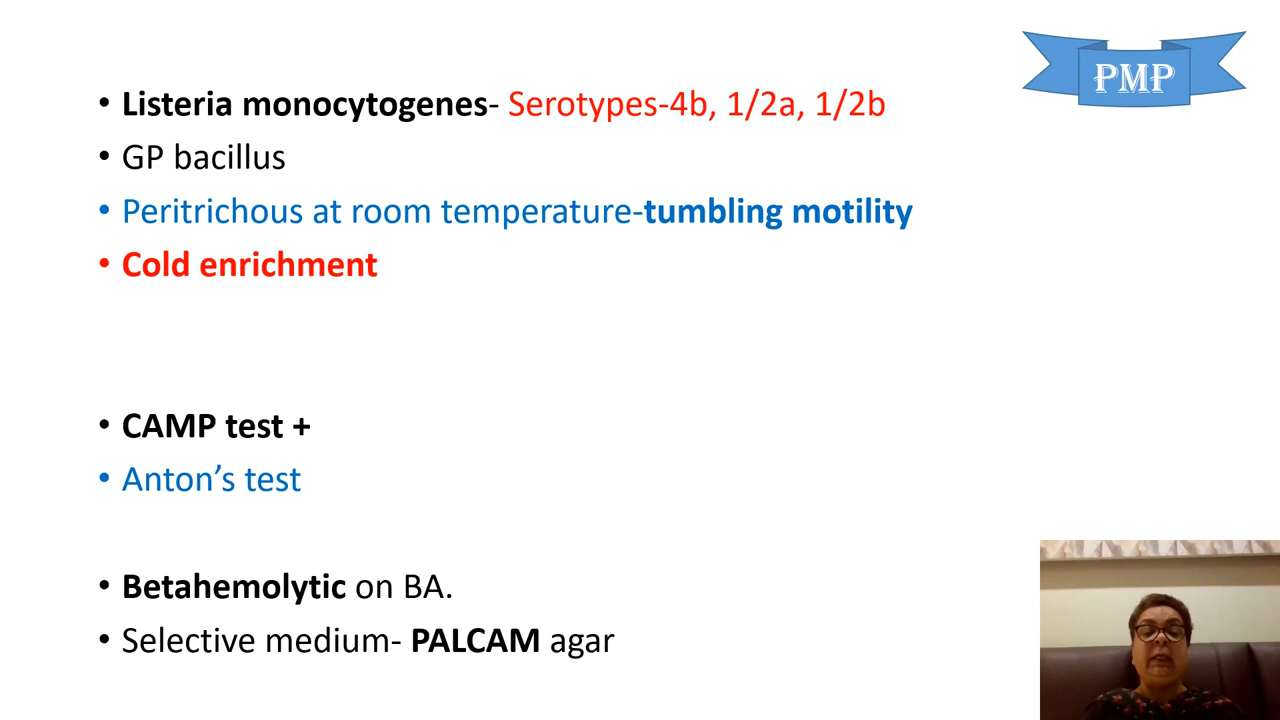 PMP
• Listeria monocytogenes- Serotypes-4b, 1/2a, 1/2b
• GP bacillus
• Peritrichous at room temperature-tumbling motility
• Cold enrichment
• CAMP test +
• Anton’s test
• Betahemolytic on BA.
• Selective medium- PALCAM agar